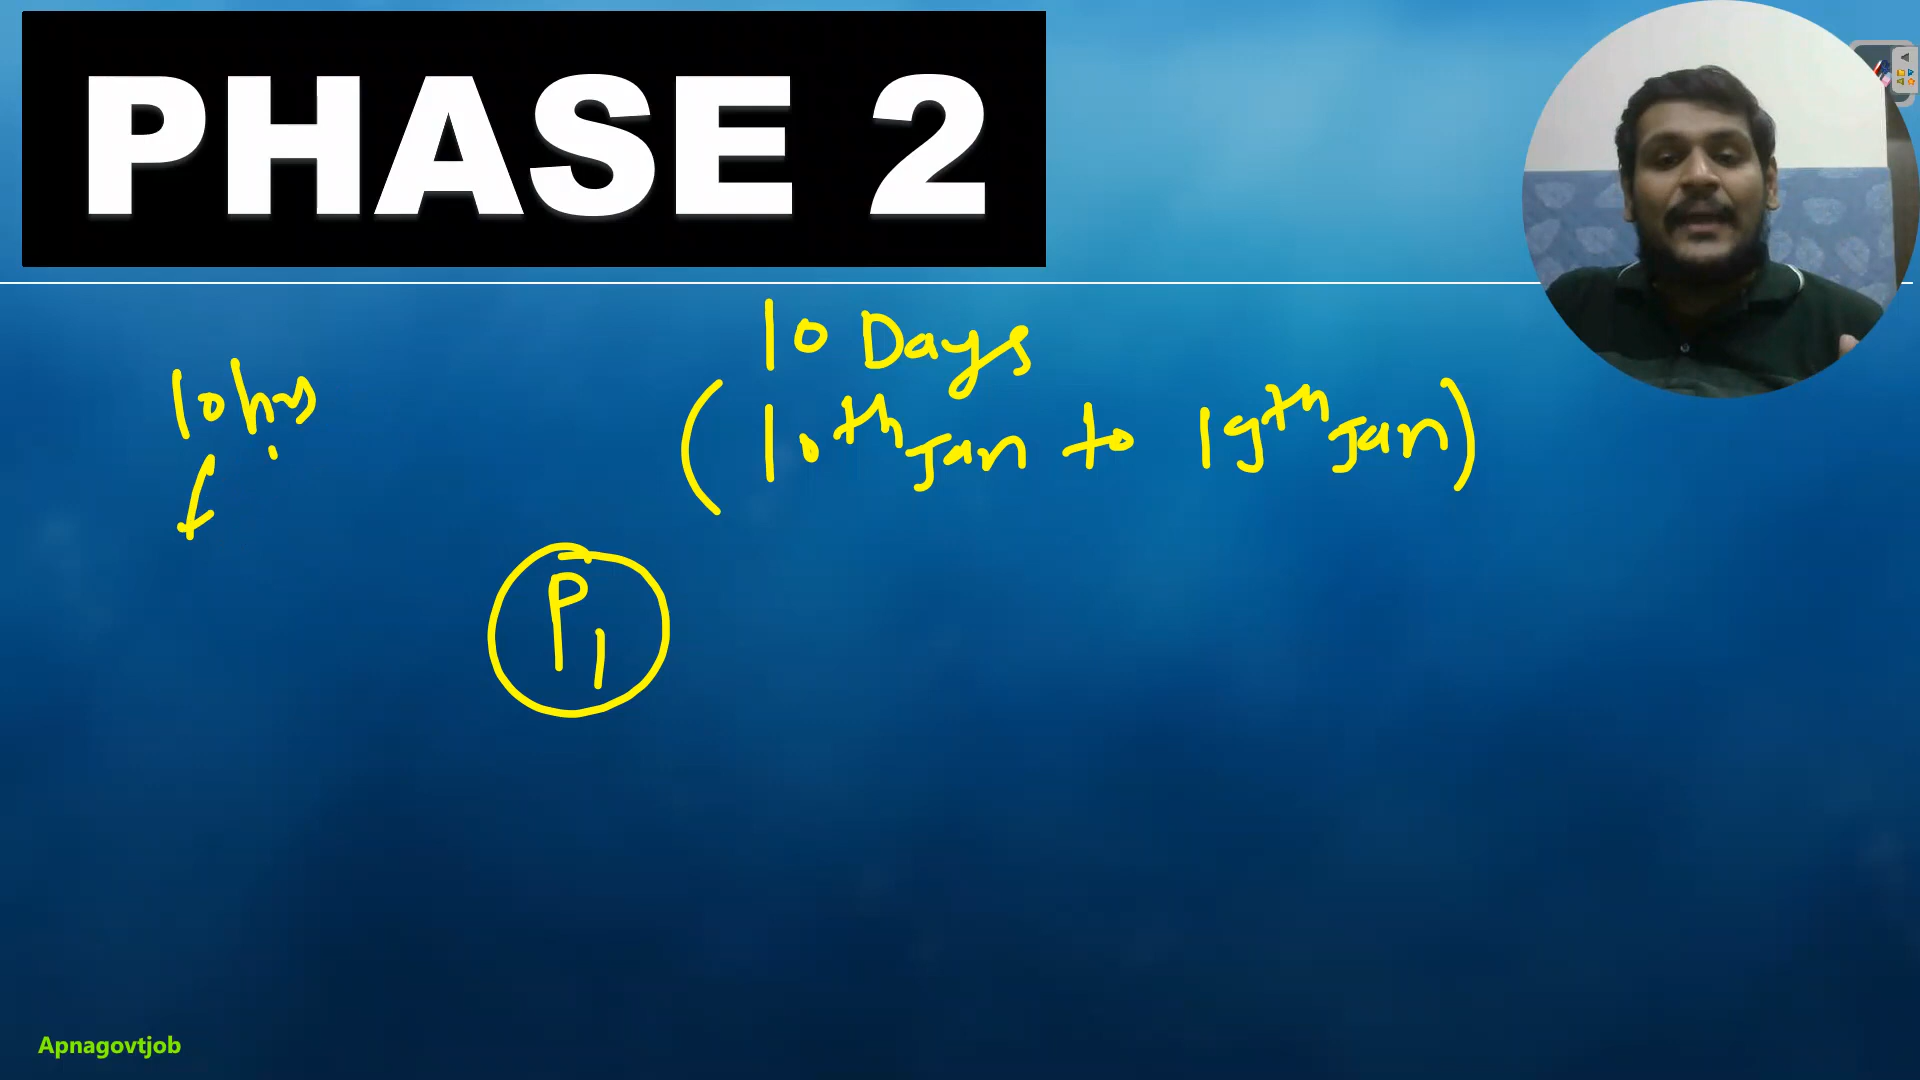 PHASE 2
10 Days
10hrs
(10th Jan to 19th Jan)
P1
Apnagovtjob